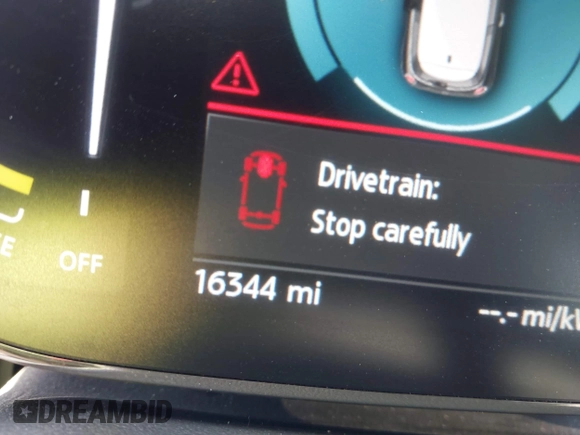 Drivetrain:
Stop carefully
OFF
16344 mi
--.- mi/k
DREAMBID